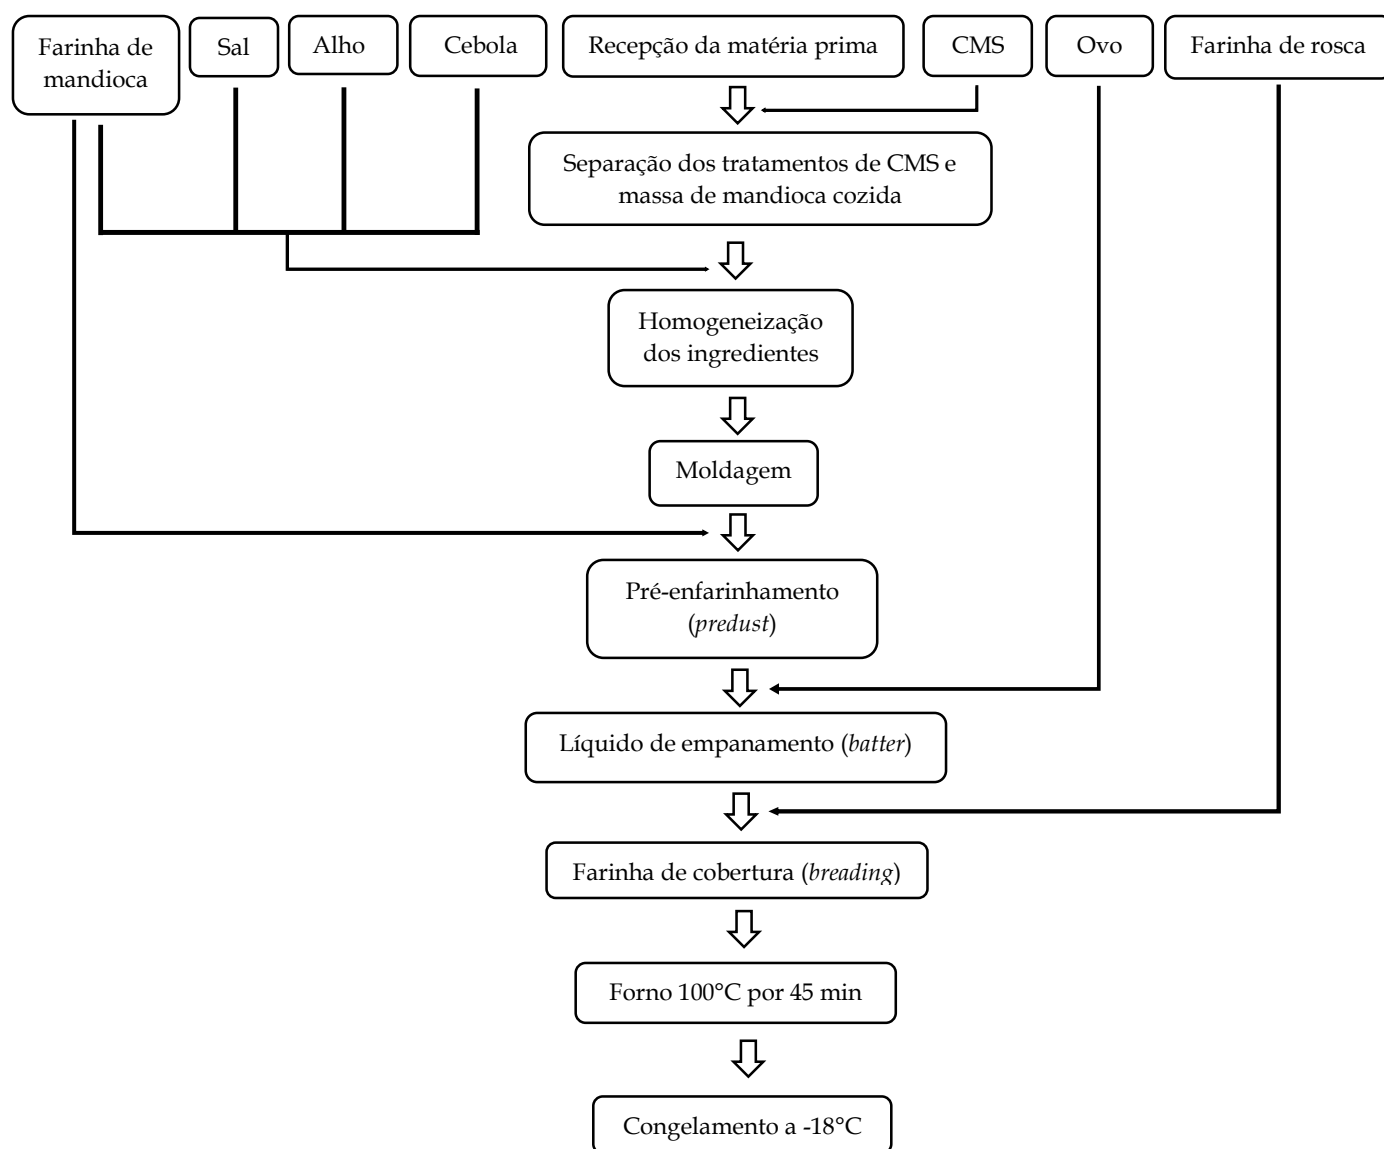 Farinha de
mandioca
Sal
Alho
Cebola
Recepção da matéria prima
CMS
Ovo
Farinha de rosca
Separação dos tratamentos de CMS e
massa de mandioca cozida
Homogeneização
dos ingredientes
Moldagem
Pré-enfarinhamento
(predust)
Líquido de empanamento (batter)
Farinha de cobertura (breading)
Forno 100°C por 45 min
Congelamento a -18°C